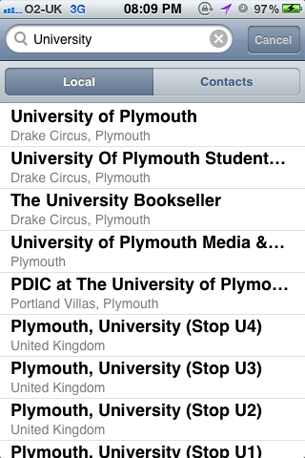 O2-UK 3G 08:09 PM 97%
University Cancel
Local Contacts
University of Plymouth
Drake Circus, Plymouth
University Of Plymouth Student...
Drake Circus, Plymouth
The University Bookseller
Drake Circus, Plymouth
University of Plymouth Media &...
Plymouth
PDIC at The University of Plymo...
Portland Villas, Plymouth
Plymouth, University (Stop U4)
United Kingdom
Plymouth, University (Stop U3)
United Kingdom
Plymouth, University (Stop U2)
United Kingdom
Plymouth, University (Stop U1)